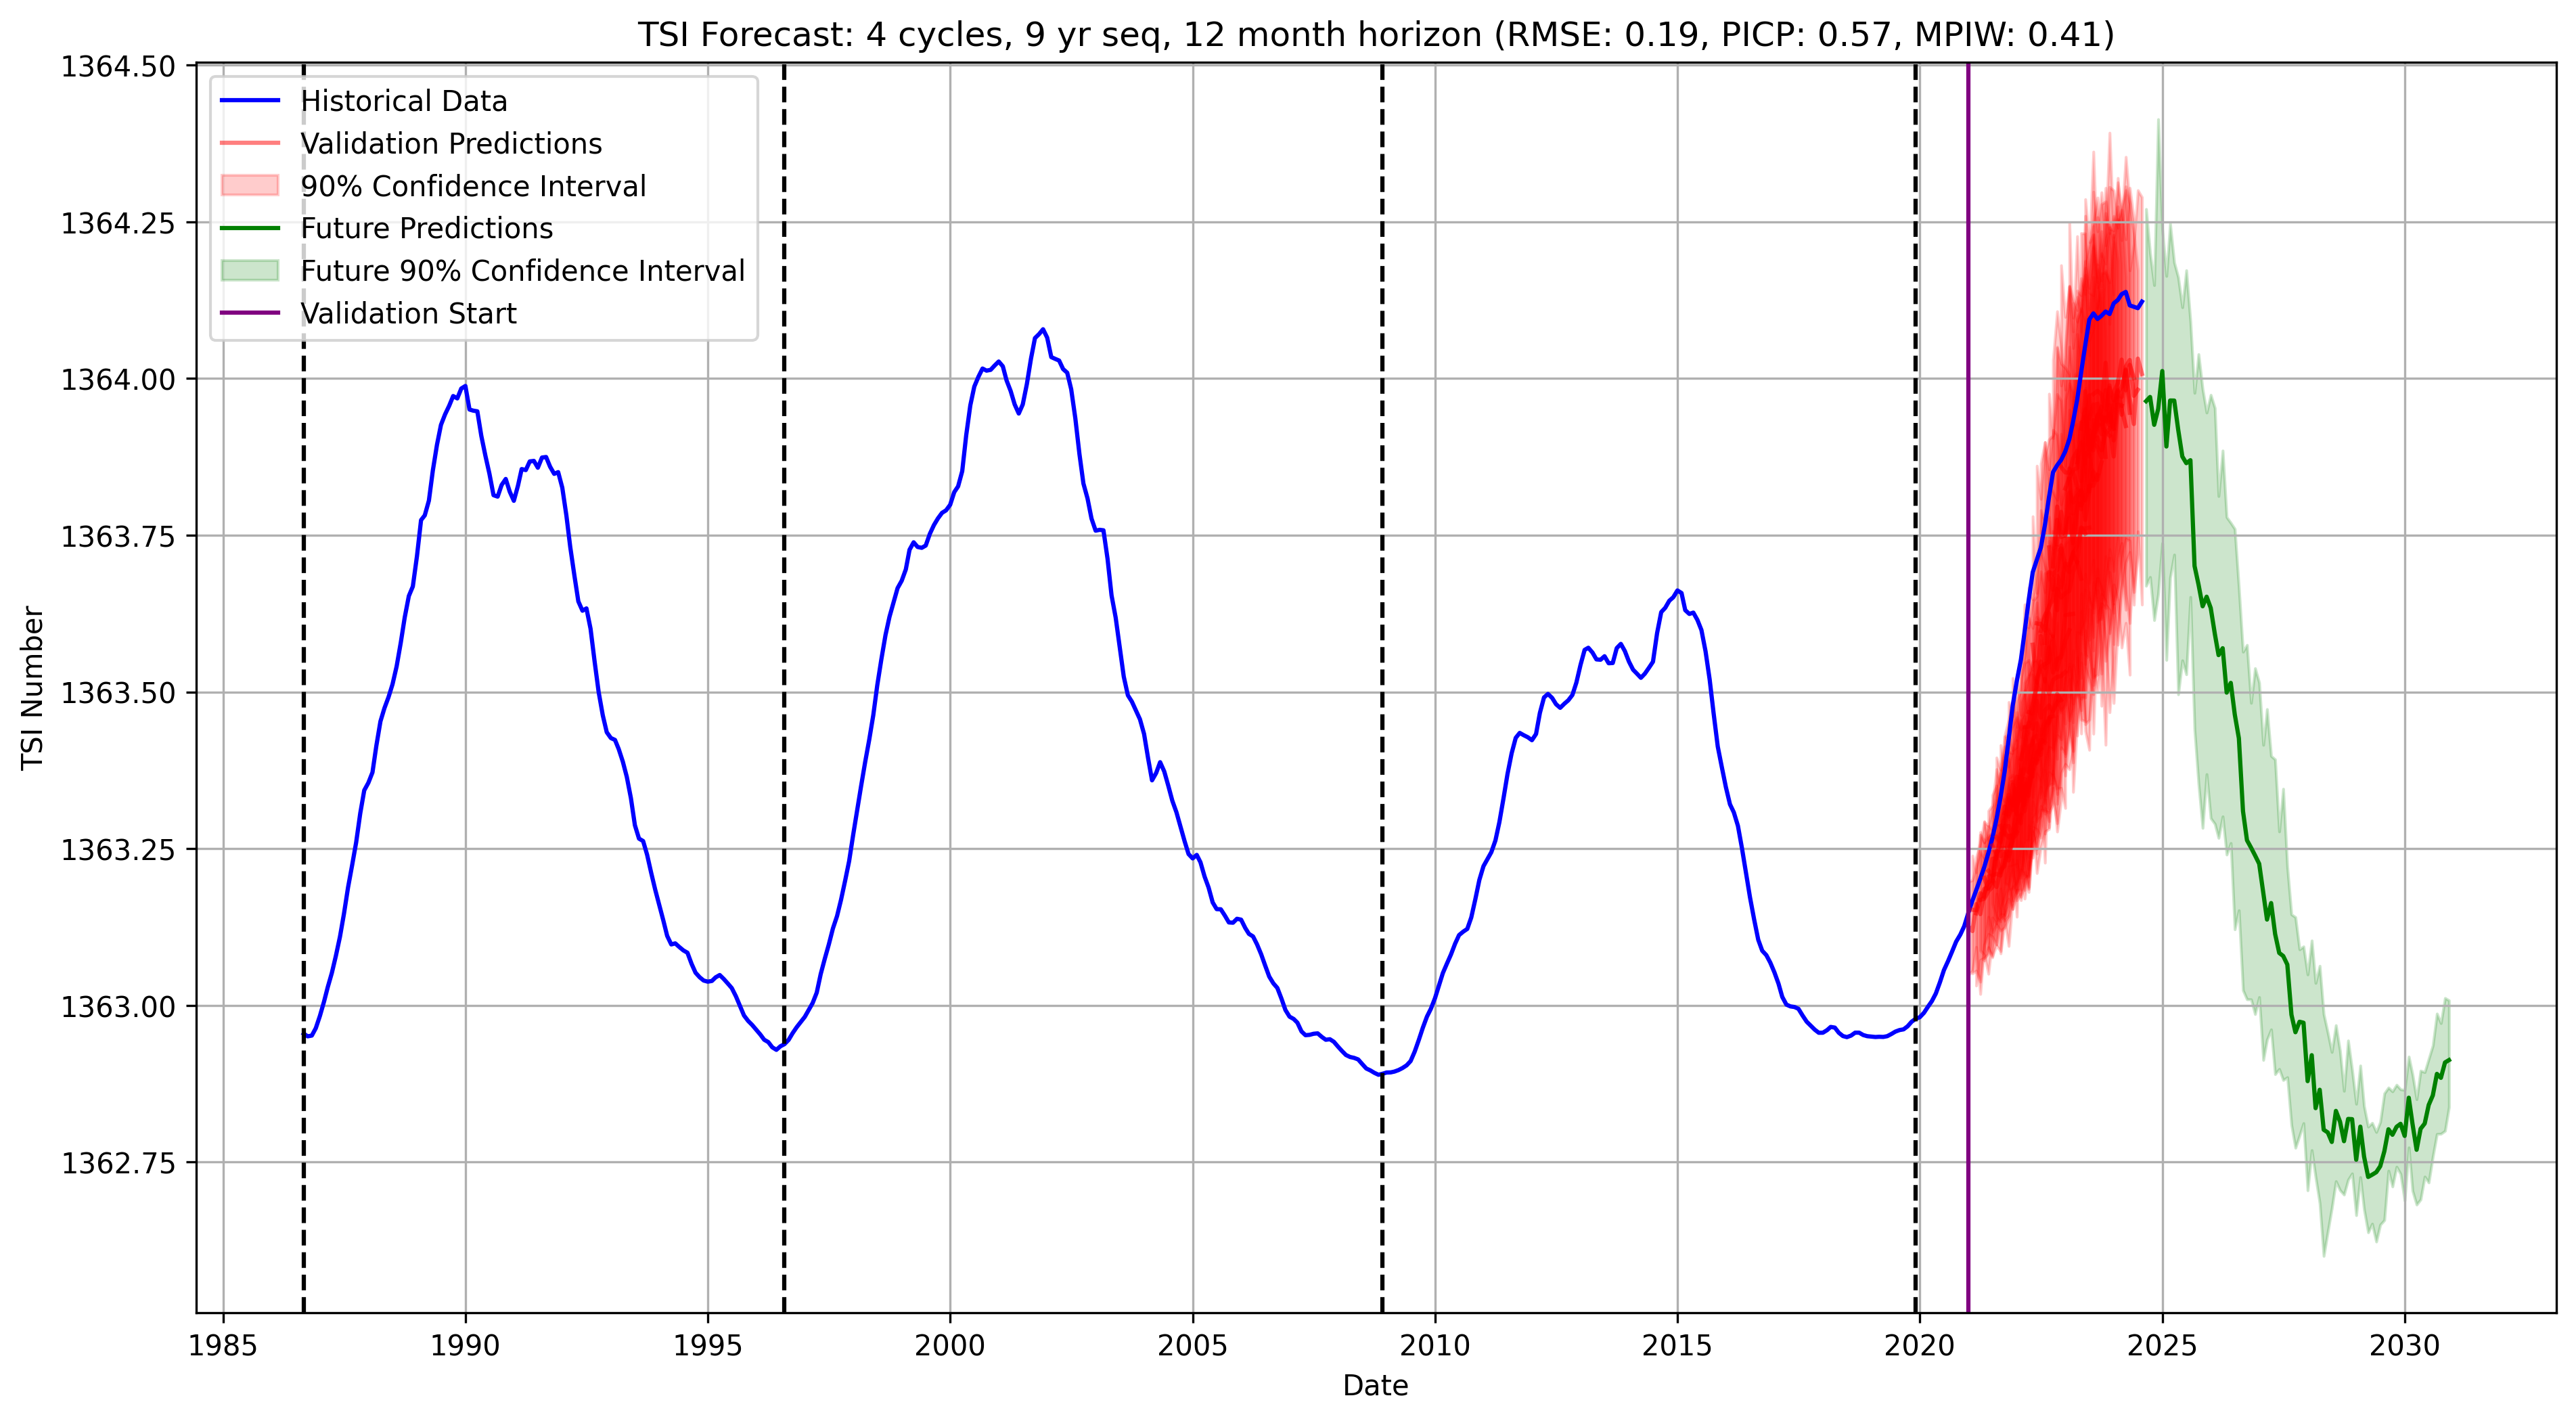 TSI Forecast: 4 cycles, 9 yr seq, 12 month horizon (RMSE: 0.19, PICP: 0.57, MPIW: 0.41)
Historical Data
Validation Predictions
90% Confidence Interval
Future Predictions
Future 90% Confidence Interval
Validation Start
TSI Number
1364.50
1364.25
1364.00
1363.75
1363.50
1363.25
1363.00
1362.75
1985
1990
1995
2000
2005
2010
2015
2020
2025
2030
Date